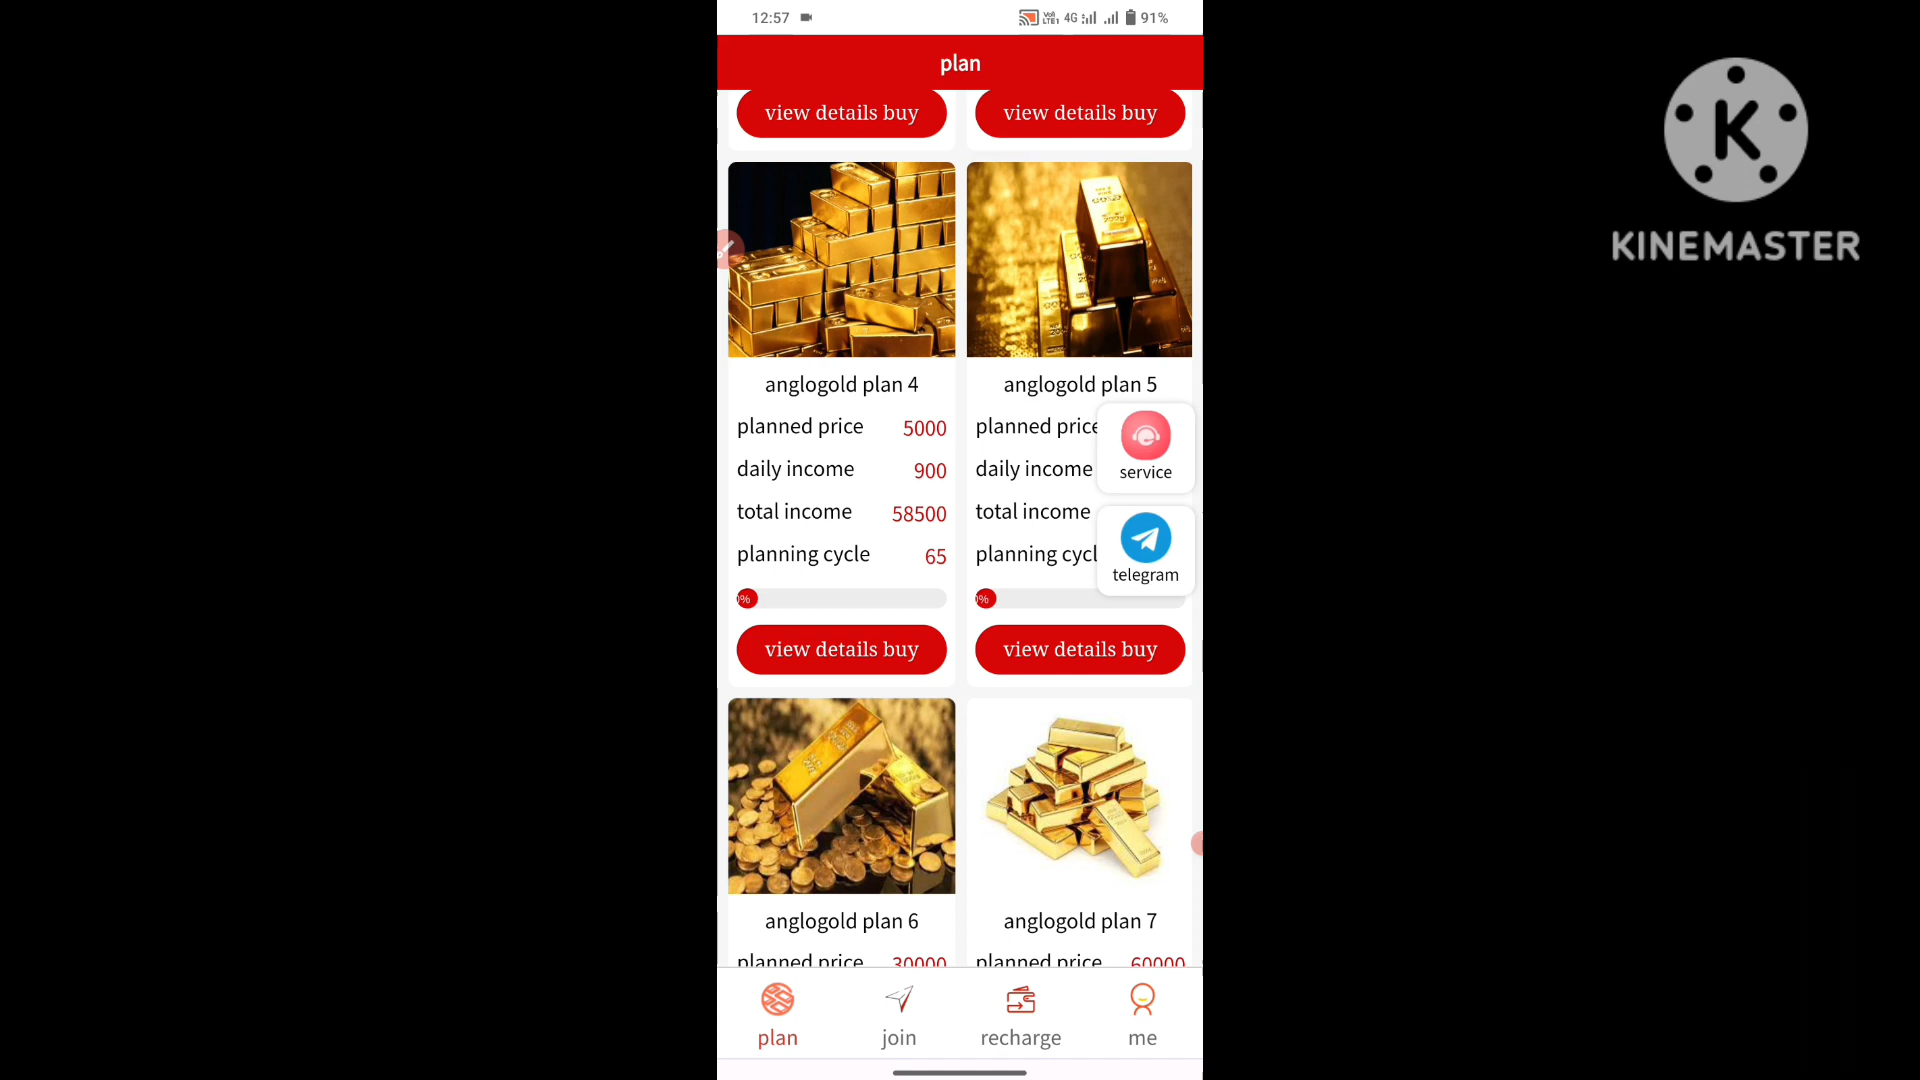 12:57
4G
91%
plan
view details buy
view details buy
KINEMASTER
anglogold plan 4
anglogold plan 5
planned price 5000
planned price
daily income 900
daily income
service
total income 58500
total income
planning cycle 65
telegram
view details buy
view details buy
anglogold plan 6
anglogold plan 7
planned price 30000
planned price 60000
plan
join
recharge
me